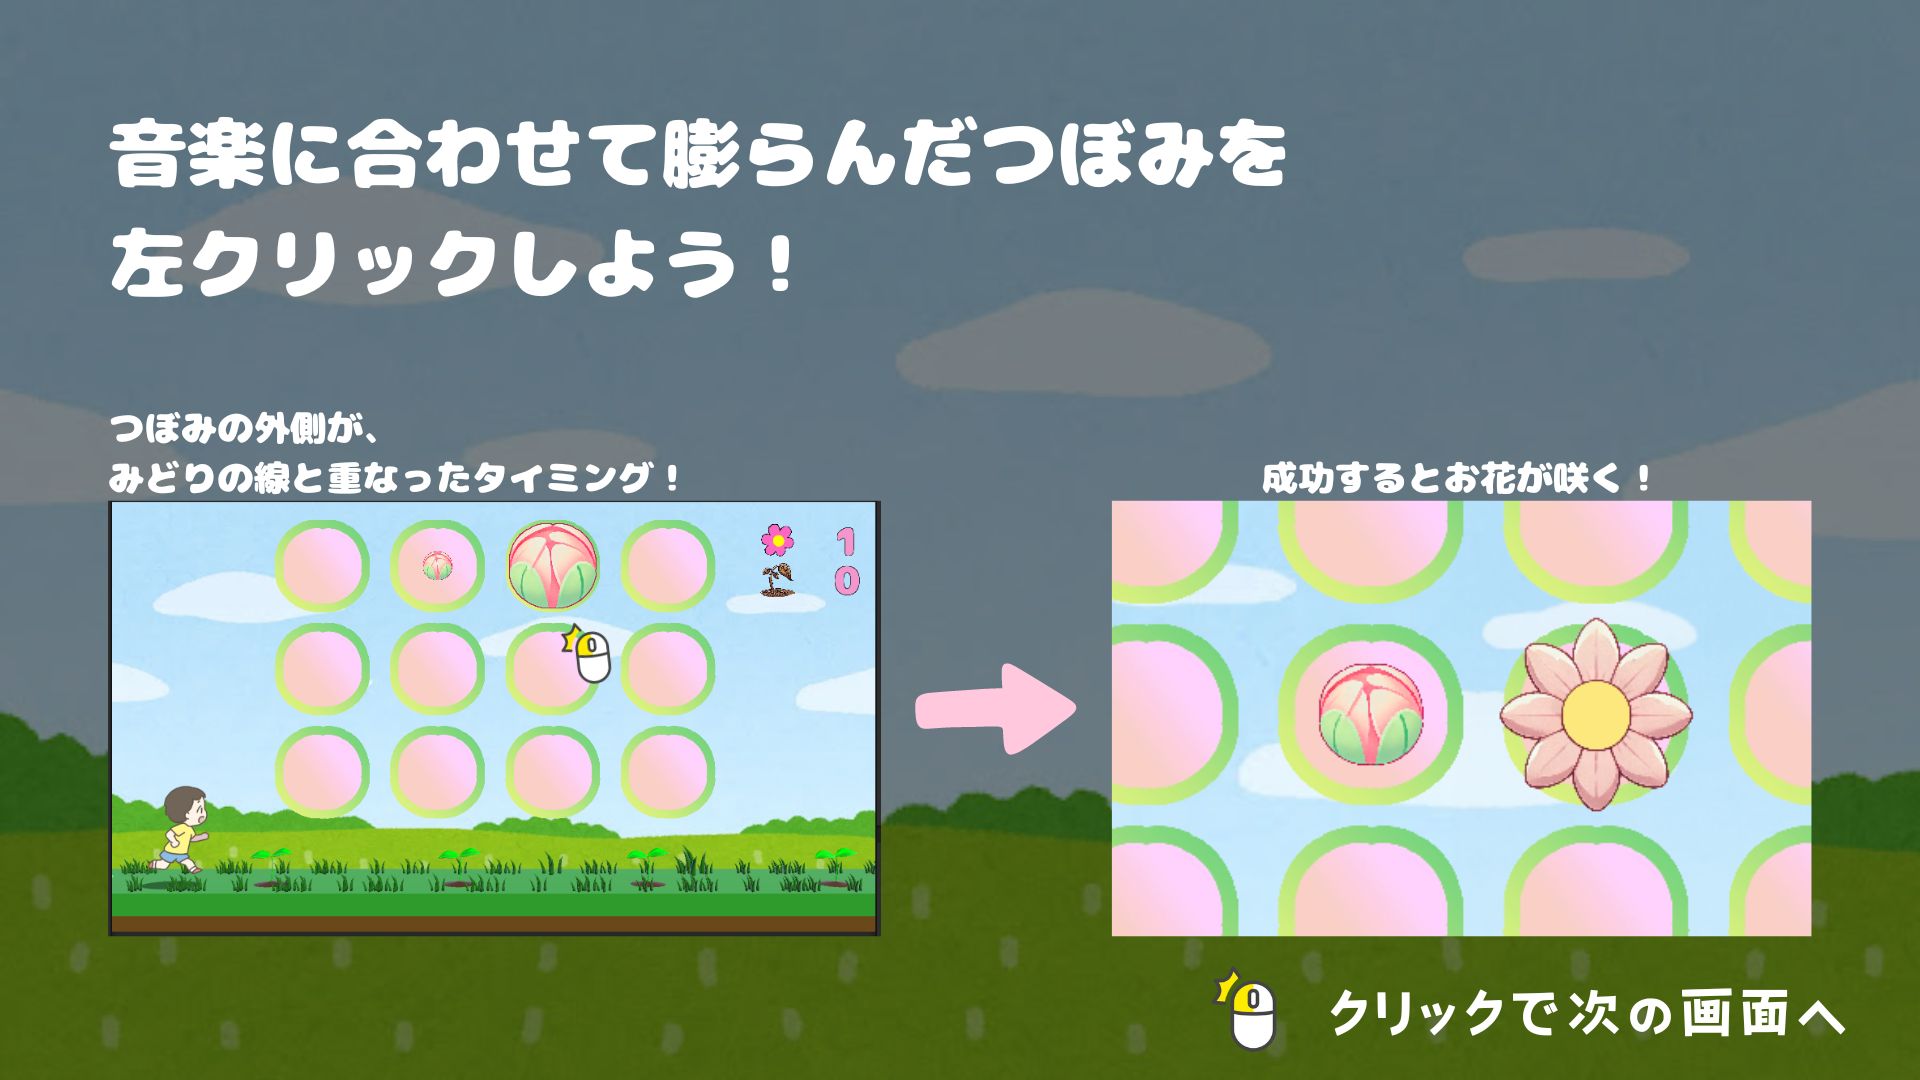 音楽に合わせて膨らんだつぼみを
左クリックしよう！
つぼみの外側が、
みどりの線と重なったタイミング！
1
0
成功するとお花が咲く！
クリックで次の画面へ